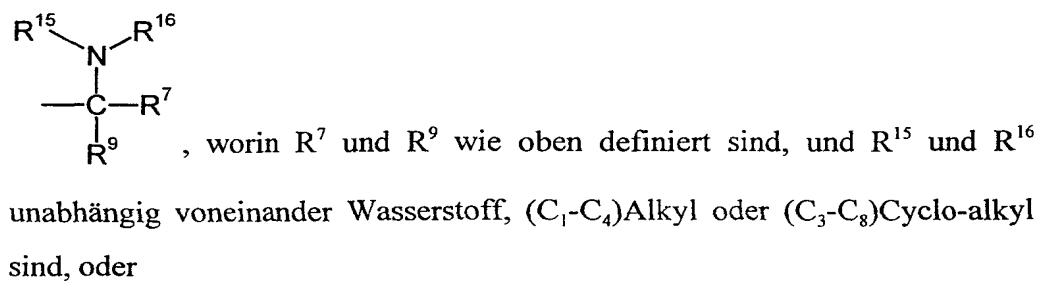 R¹⁵ R¹⁶
N
—C—R⁷
R⁹ , worin R⁷ und R⁹ wie oben definiert sind, und R¹⁵ und R¹⁶
unabhängig voneinander Wasserstoff, (C₁-C₄)Alkyl oder (C₃-C₈)Cyclo-alkyl
sind, oder